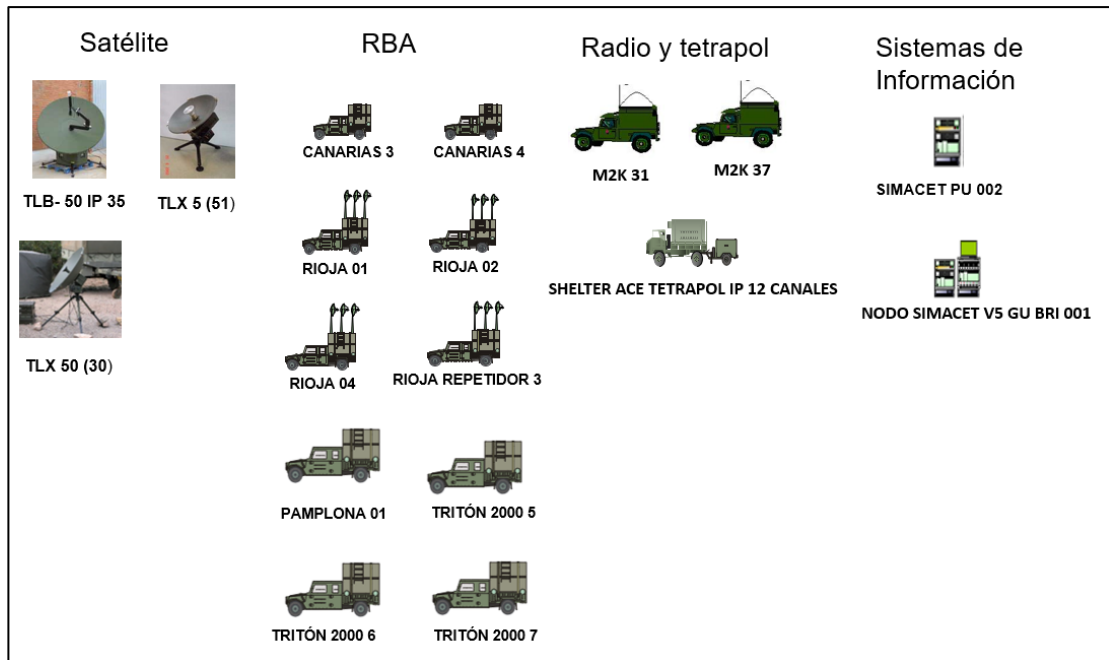 Satélite
RBA
Radio y tetrapol
Sistemas de
Información
TLB- 50 IP 35
TLX 5 (51)
TLX 50 (30)
CANARIAS 3
CANARIAS 4
RIOJA 01
RIOJA 02
RIOJA 04
RIOJA REPETIDOR 3
PAMPLONA 01
TRITÓN 2000 5
TRITÓN 2000 6
TRITÓN 2000 7
M2K 31
M2K 37
SHELTER ACE TETRAPOL IP 12 CANALES
SIMACET PU 002
NODO SIMACET V5 GU BRI 001